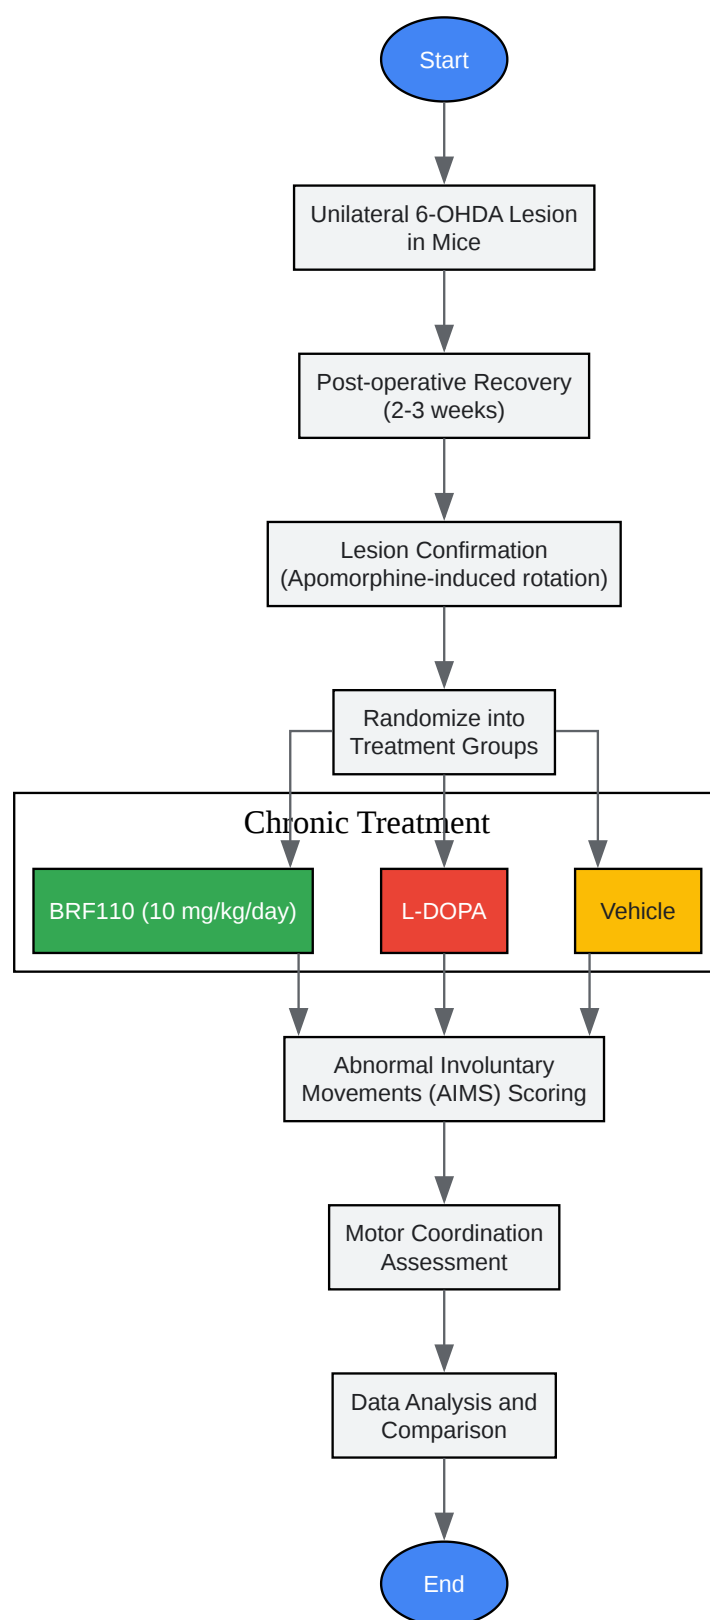 Start
Unilateral 6-OHDA Lesion
in Mice
Post-operative Recovery
(2-3 weeks)
Lesion Confirmation
(Apomorphine-induced rotation)
Randomize into
Treatment Groups
Chronic Treatment
BRF110 (10 mg/kg/day)
L-DOPA
Vehicle
Abnormal Involuntary
Movements (AIMS) Scoring
Motor Coordination
Assessment
Data Analysis and
Comparison
End